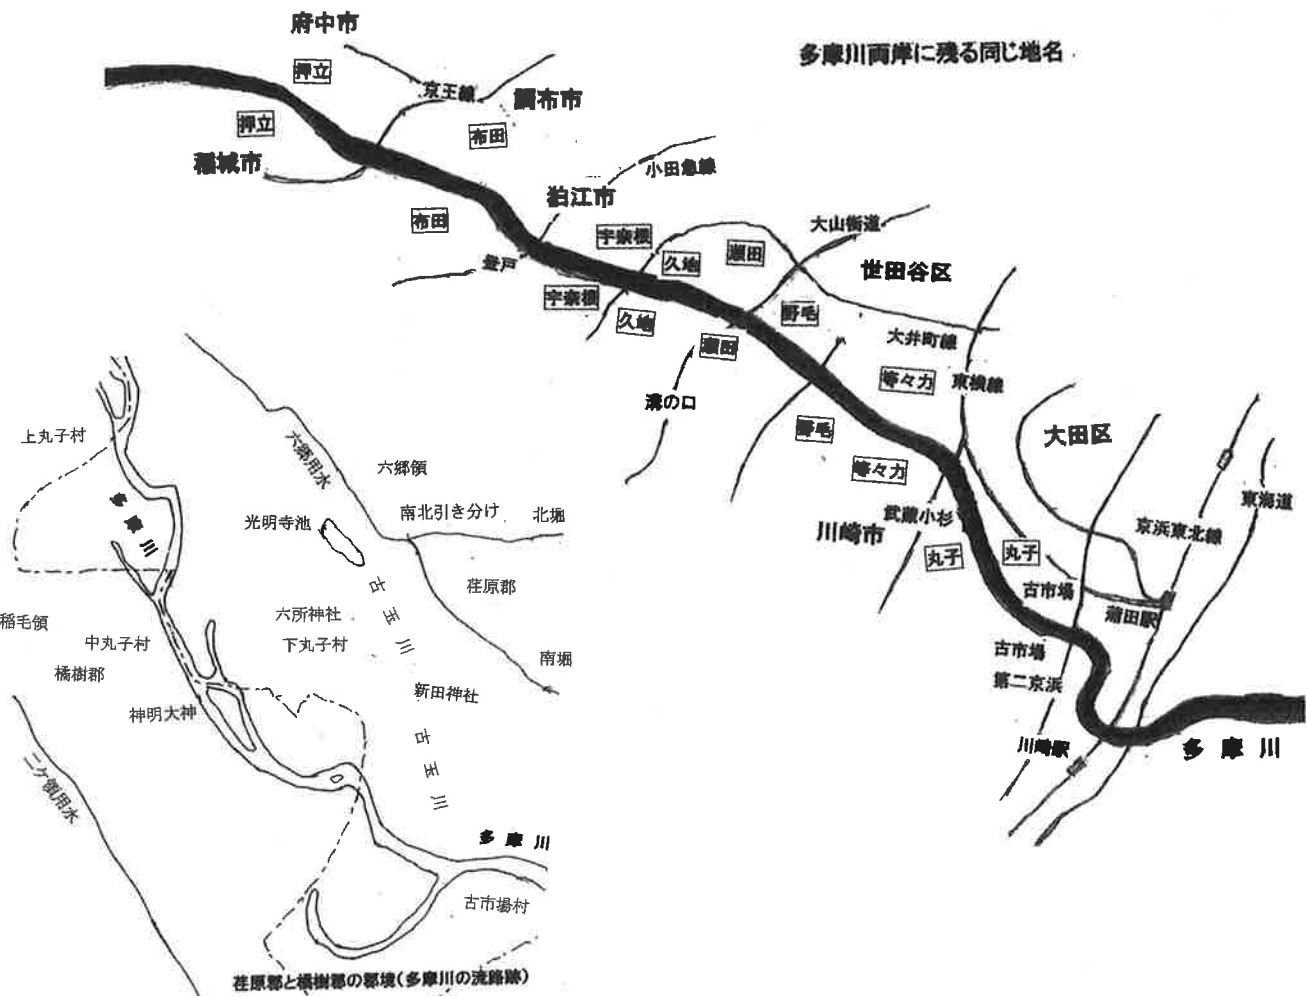 多摩川両岸に残る同じ地名
府中市
押立
京王線
調布市
押立
布田
稲城市
小田急線
狛江市
布田
大山街道
宇奈根
瀬田
久地
世田谷区
登戸
宇奈根
野毛
久地
瀬田
大井町線
等々力
東横線
溝の口
野毛
大田区
等々力
東海道
武蔵小杉
京浜東北線
川崎市
丸子
丸子
古市場
蒲田駅
古市場
第二京浜
川崎駅
多摩川
上丸子村
六郷用水
六郷領
多摩川
光明寺池
南北引き分け
北堀
古玉川
荏原郡
稲毛領
六所神社
中丸子村
下丸子村
南堀
橘樹郡
新田神社
神明大神
古玉川
二ケ領用水
多摩川
古市場村
荏原郡と橘樹郡の郡境(多摩川の流路跡)